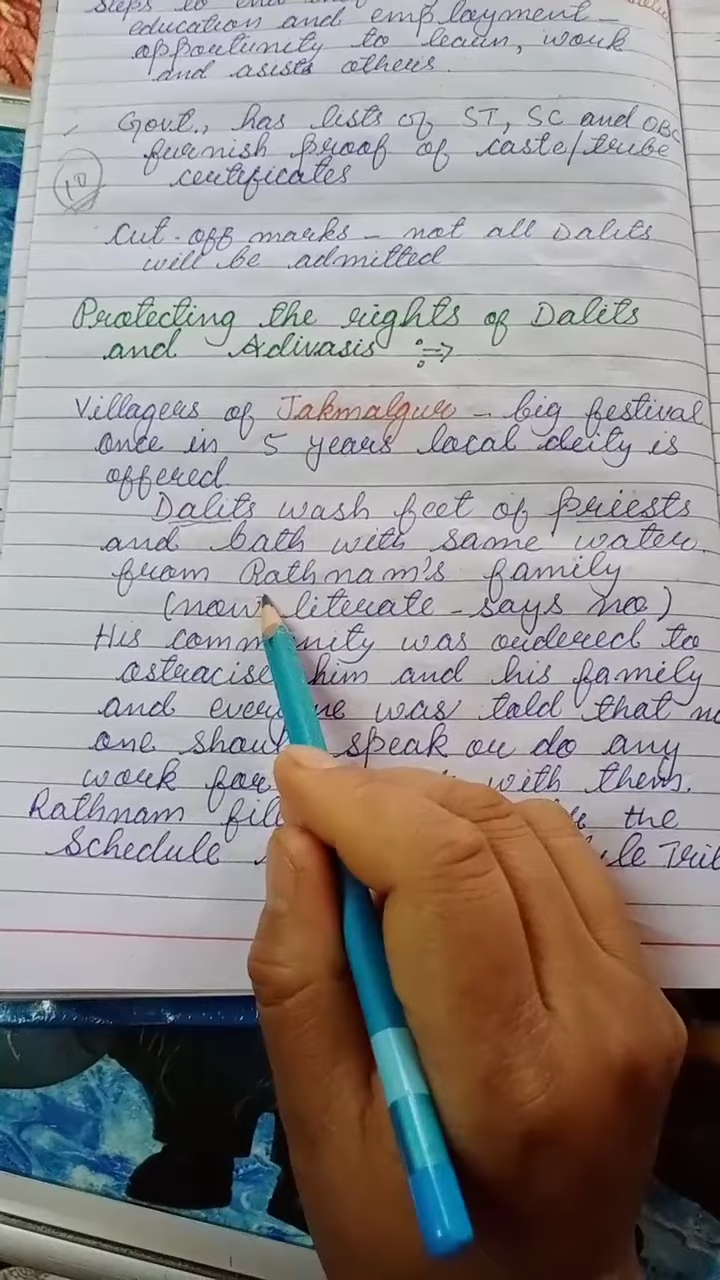 education and employment -
opportunity to learn, work
and asists others.
Govt., has lists of ST, SC and OBC
furnish proof of caste/tribe
certificates
10
Cut-off marks - not all Dalits
will be admitted
Protecting the rights of Dalits
and Adivasis :⇒
Villagers of Jakmalgur - big festival
once in 5 years local deity is
offered.
Dalits wash feet of priests
and bath with same water.
from Rathnam's family
(now literate - says no)
His community was ordered to
ostracise him and his family
and everyone was told that no
one should speak or do any
work for with them.
Rathnam the
Schedule Trib